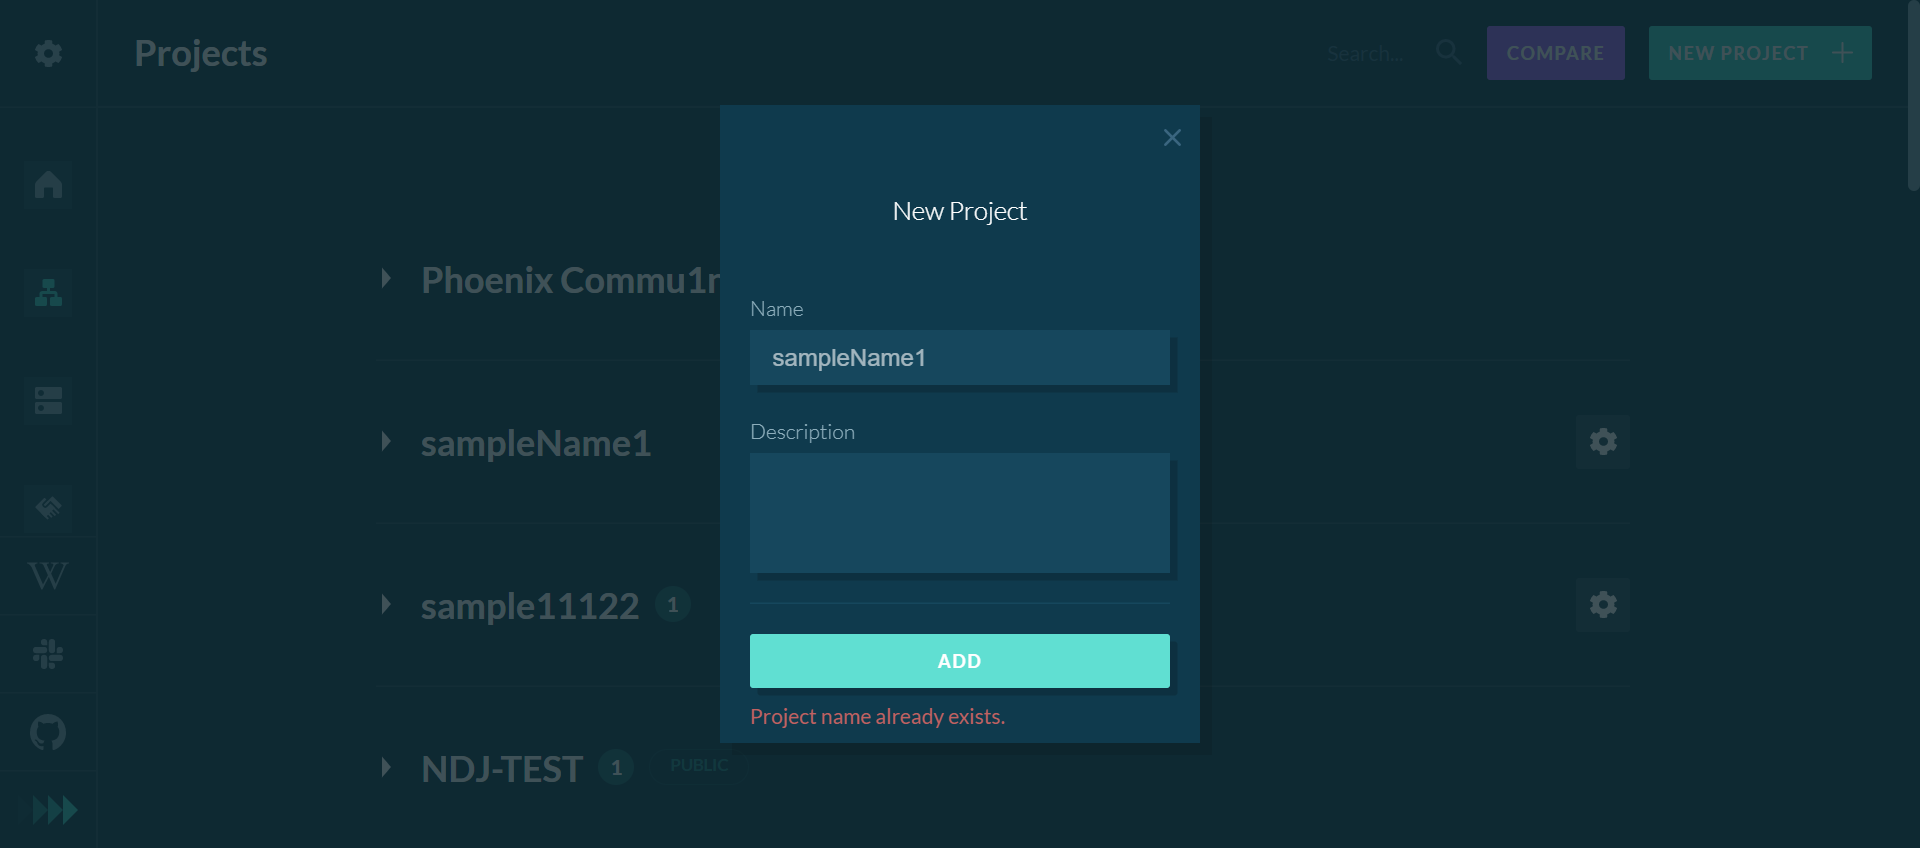 Projects
Search...
COMPARE
NEW PROJECT
New Project
Phoenix Commu1
Name
sampleName1
Description
sampleName1
sample11122
1
ADD
Project name already exists.
NDJ-TEST
1
PUBLIC